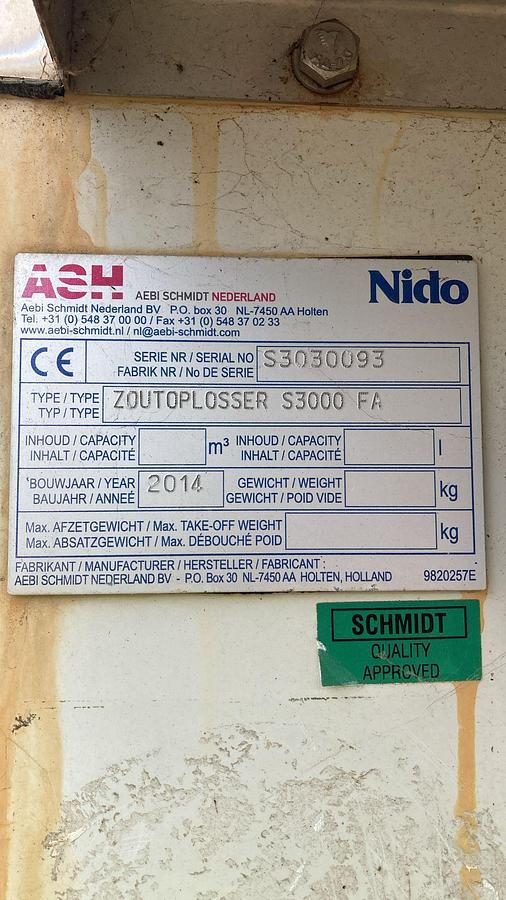 ASH AEBI SCHMIDT NEDERLAND Nido
Aebi Schmidt Nederland BV P.O. box 30 NL-7450 AA Holten
Tel. +31 (0) 548 37 00 00 / Fax +31 (0) 548 37 02 33
www.aebi-schmidt.nl / nl@aebi-schmidt.com
CE SERIE NR / SERIAL NO S3030093
FABRIK NR / No DE SERIE
TYPE / TYPE ZOUTOPLOSSER S3000 FA
TYP / TYPE
INHOUD / CAPACITY m³ INHOUD / CAPACITY l
INHALT / CAPACITÉ INHALT / CAPACITÉ
BOUWJAAR / YEAR 2014 GEWICHT / WEIGHT kg
BAUJAHR / ANNEÉ GEWICHT / POID VIDE
Max. AFZETGEWICHT / Max. TAKE-OFF WEIGHT kg
Max. ABSATZGEWICHT / Max. DÉBOUCHÉ POID
FABRIKANT / MANUFACTURER / HERSTELLER / FABRICANT :
AEBI SCHMIDT NEDERLAND BV - P.O. Box 30 NL-7450 AA HOLTEN, HOLLAND 9820257E
SCHMIDT
QUALITY
APPROVED